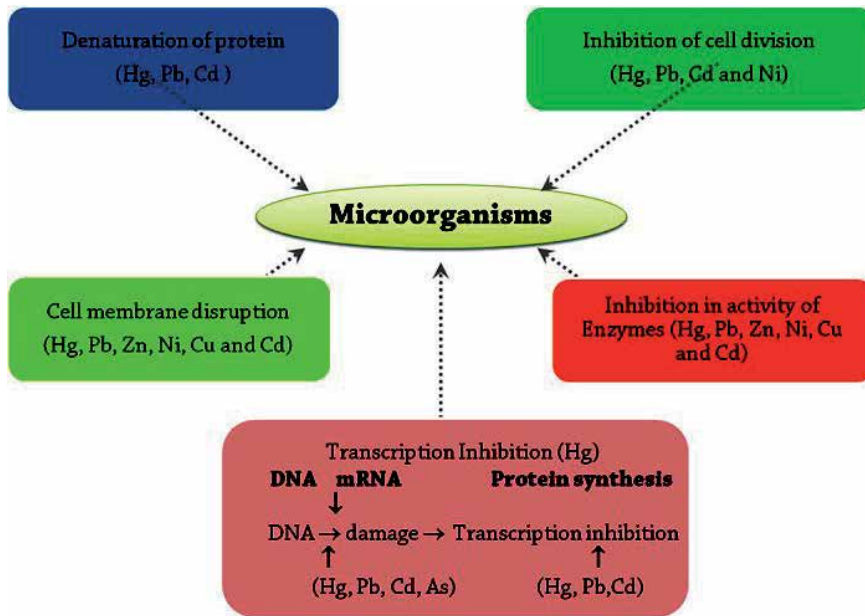 Denaturation of protein
(Hg, Pb, Cd )
Inhibition of cell division
(Hg, Pb, Cd and Ni)
Microorganisms
Cell membrane disruption
(Hg, Pb, Zn, Ni, Cu and Cd)
Inhibition in activity of
Enzymes (Hg, Pb, Zn, Ni, Cu
and Cd)
Transcription Inhibition (Hg)
DNA mRNA Protein synthesis
↓
DNA → damage → Transcription inhibition
↑ ↑
(Hg, Pb, Cd, As) (Hg, Pb,Cd)